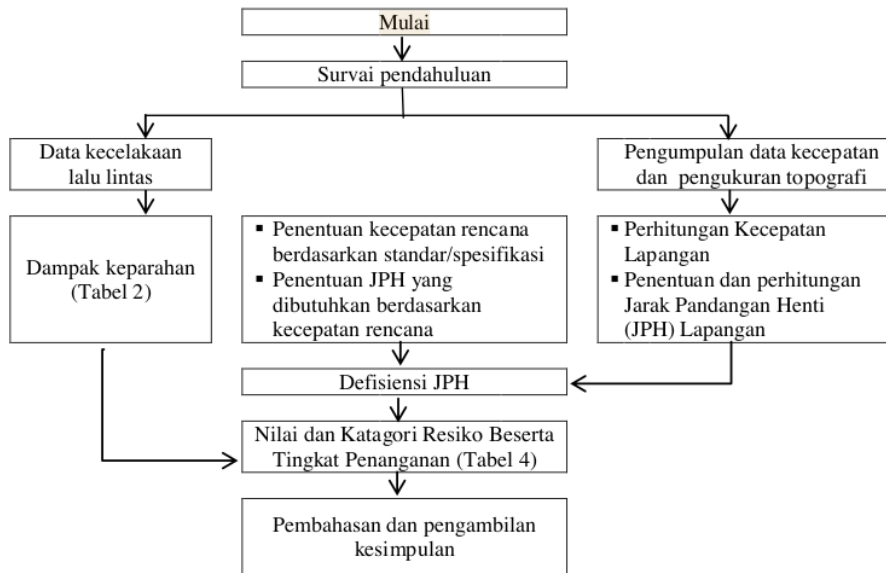 Mulai
Survai pendahuluan
Data kecelakaan
lalu lintas
Pengumpulan data kecepatan
dan pengukuran topografi
Dampak keparahan
(Tabel 2)
▪ Penentuan kecepatan rencana
berdasarkan standar/spesifikasi
▪ Penentuan JPH yang
dibutuhkan berdasarkan
kecepatan rencana
▪ Perhitungan Kecepatan
Lapangan
▪ Penentuan dan perhitungan
Jarak Pandangan Henti
(JPH) Lapangan
Defisiensi JPH
Nilai dan Katagori Resiko Beserta
Tingkat Penanganan (Tabel 4)
Pembahasan dan pengambilan
kesimpulan